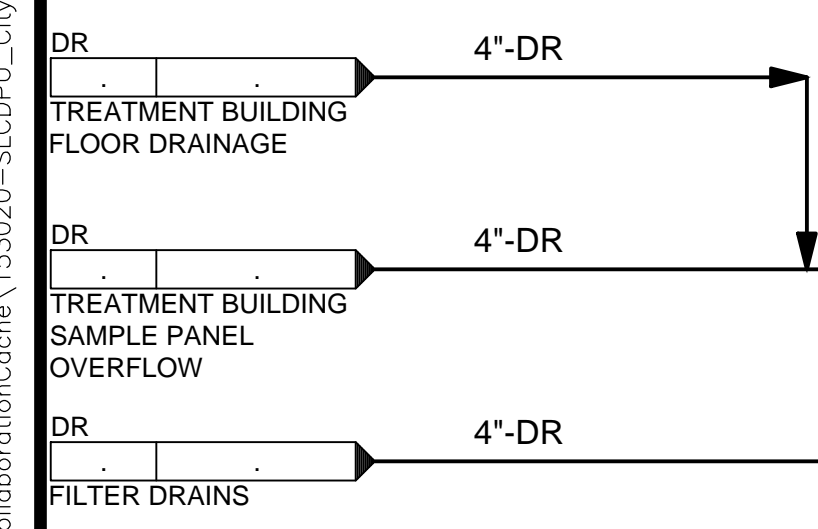 DR
4"-DR
. .
TREATMENT BUILDING
FLOOR DRAINAGE
DR
4"-DR
. .
TREATMENT BUILDING
SAMPLE PANEL
OVERFLOW
DR
4"-DR
. .
FILTER DRAINS